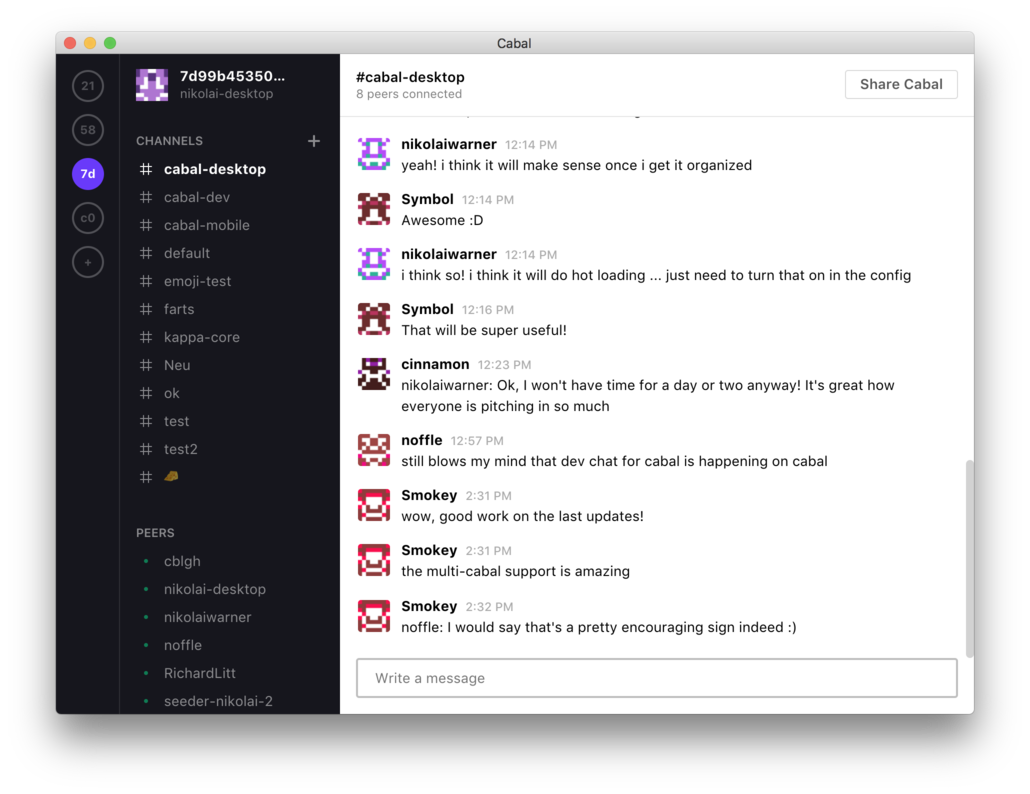 Cabal
21
58
7d
c0
+
7d99b45350...
nikolai-desktop
CHANNELS +
# cabal-desktop
# cabal-dev
# cabal-mobile
# default
# emoji-test
# farts
# kappa-core
# Neu
# ok
# test
# test2
#
PEERS
• cblgh
• nikolai-desktop
• nikolaiwarner
• noffle
• RichardLitt
• seeder-nikolai-2
#cabal-desktop
8 peers connected
Share Cabal
nikolaiwarner 12:14 PM
yeah! i think it will make sense once i get it organized
Symbol 12:14 PM
Awesome :D
nikolaiwarner 12:14 PM
i think so! i think it will do hot loading ... just need to turn that on in the config
Symbol 12:16 PM
That will be super useful!
cinnamon 12:23 PM
nikolaiwarner: Ok, I won't have time for a day or two anyway! It's great how
everyone is pitching in so much
noffle 12:57 PM
still blows my mind that dev chat for cabal is happening on cabal
Smokey 2:31 PM
wow, good work on the last updates!
Smokey 2:31 PM
the multi-cabal support is amazing
Smokey 2:32 PM
noffle: I would say that's a pretty encouraging sign indeed :)
Write a message